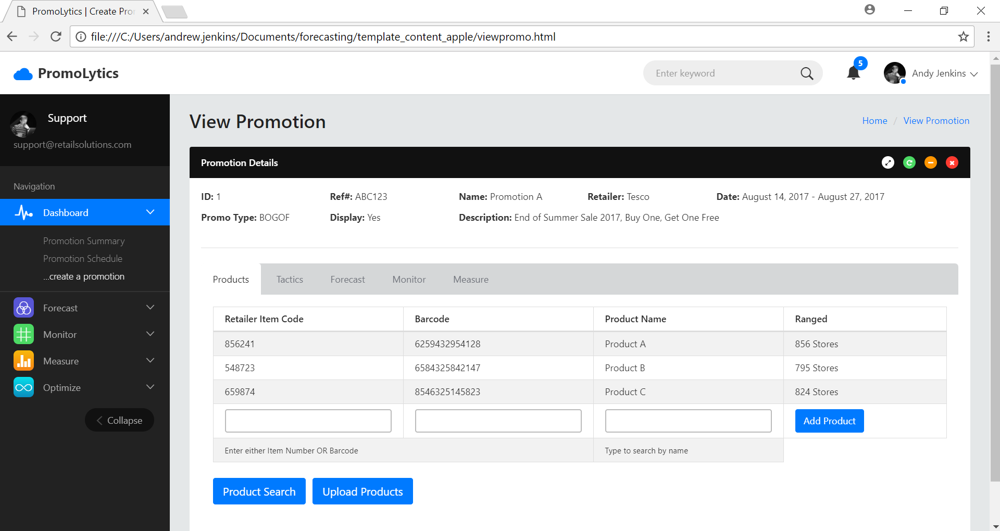 PromoLytics | Create Pro
file:///C:/Users/andrew.jenkins/Documents/forecasting/template_content_apple/viewpromo.html
PromoLytics
Enter keyword
5
Andy Jenkins
Support
support@retailsolutions.com
Navigation
Dashboard
Promotion Summary
Promotion Schedule
...create a promotion
Forecast
Monitor
Measure
Optimize
Collapse
View Promotion
Home / View Promotion
Promotion Details
ID: 1 Ref#: ABC123 Name: Promotion A Retailer: Tesco Date: August 14, 2017 - August 27, 2017
Promo Type: BOGOF Display: Yes Description: End of Summer Sale 2017, Buy One, Get One Free
Products Tactics Forecast Monitor Measure
Retailer Item Code Barcode Product Name Ranged
856241 6259432954128 Product A 856 Stores
548723 6584325842147 Product B 795 Stores
659874 8546325145823 Product C 824 Stores
Add Product
Enter either Item Number OR Barcode Type to search by name
Product Search Upload Products